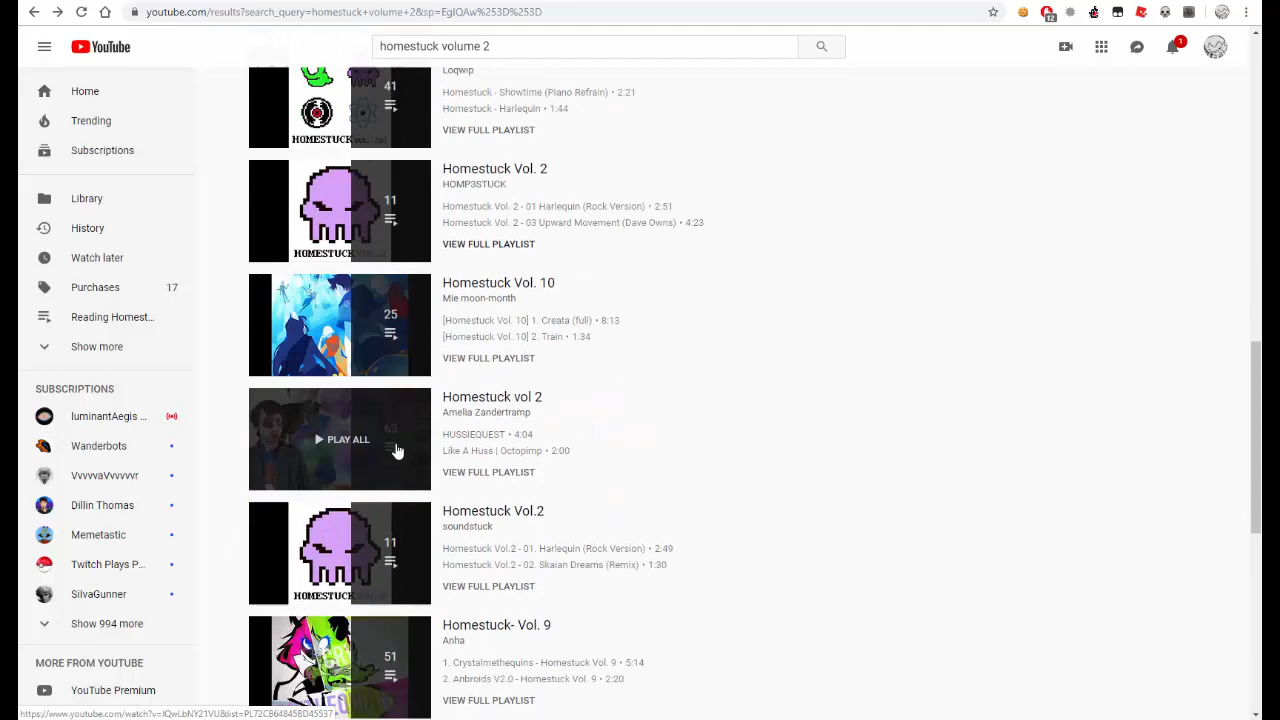 youtube.com/results?search_query=homestuck+volume+2&sp=EgIQAw%253D%253D
12
YouTube
homestuck volume 2
1
Home
Trending
Subscriptions
Library
History
Watch later
Purchases 17
Reading Homest...
Show more
SUBSCRIPTIONS
luminantAegis ...
Wanderbots
VvvvvaVvvvvvr
Dillin Thomas
Memetastic
Twitch Plays P...
SilvaGunner
Show 994 more
MORE FROM YOUTUBE
YouTube Premium
41
HOMESTUCK
Loqwip
Homestuck - Showtime (Piano Refrain) • 2:21
Homestuck - Harlequin • 1:44
VIEW FULL PLAYLIST
11
HOMESTUCK
Homestuck Vol. 2
HOMP3STUCK
Homestuck Vol. 2 - 01 Harlequin (Rock Version) • 2:51
Homestuck Vol. 2 - 03 Upward Movement (Dave Owns) • 4:23
VIEW FULL PLAYLIST
25
Homestuck Vol. 10
Mie moon-month
[Homestuck Vol. 10] 1. Creata (full) • 8:13
[Homestuck Vol. 10] 2. Train • 1:34
VIEW FULL PLAYLIST
63
PLAY ALL
Homestuck vol 2
Amelia Zandertramp
HUSSIEQUEST • 4:04
Like A Huss | Octopimp • 2:00
VIEW FULL PLAYLIST
11
HOMESTUCK
Homestuck Vol.2
soundstuck
Homestuck Vol.2 - 01. Harlequin (Rock Version) • 2:49
Homestuck Vol.2 - 02. Skaian Dreams (Remix) • 1:30
VIEW FULL PLAYLIST
51
Homestuck- Vol. 9
Anha
1. Crystalmethequins - Homestuck Vol. 9 • 5:14
2. Anbroids V2.0 - Homestuck Vol. 9 • 2:20
VIEW FULL PLAYLIST